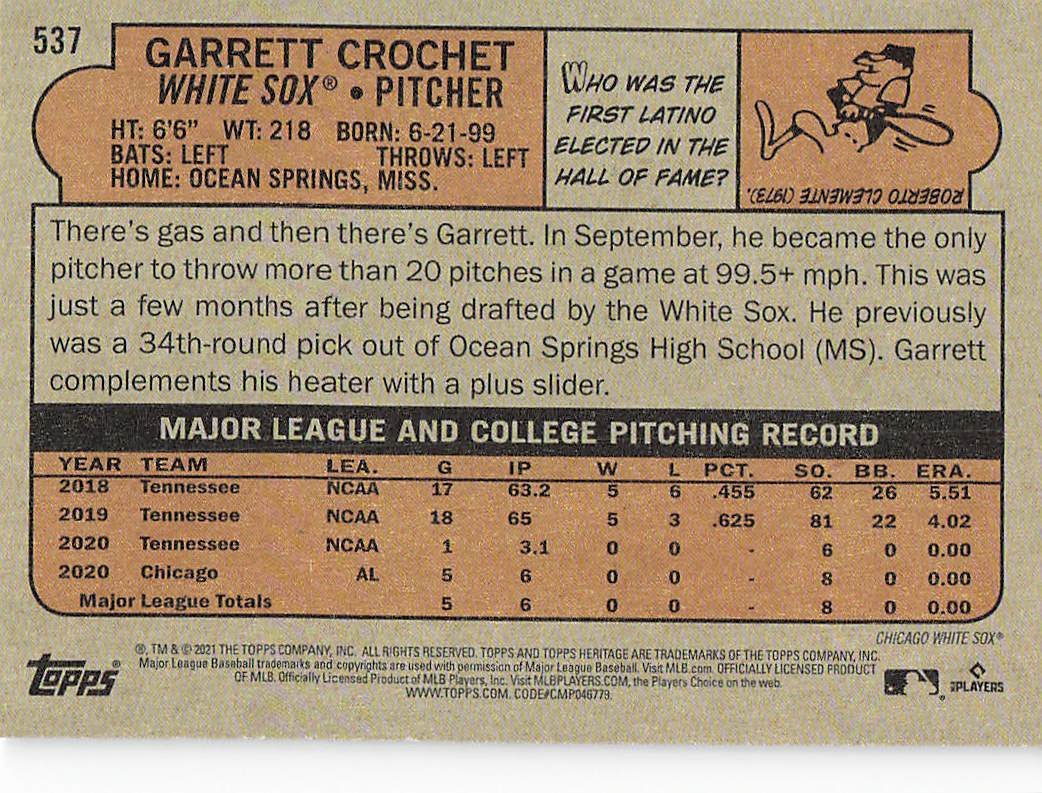 537
GARRETT CROCHET
WHITE SOX® • PITCHER
HT: 6'6" WT: 218 BORN: 6-21-99
BATS: LEFT THROWS: LEFT
HOME: OCEAN SPRINGS, MISS.
WHO WAS THE
FIRST LATINO
ELECTED IN THE
HALL OF FAME?
ROBERTO CLEMENTE (1973).
There's gas and then there's Garrett. In September, he became the only
pitcher to throw more than 20 pitches in a game at 99.5+ mph. This was
just a few months after being drafted by the White Sox. He previously
was a 34th-round pick out of Ocean Springs High School (MS). Garrett
complements his heater with a plus slider.
MAJOR LEAGUE AND COLLEGE PITCHING RECORD
YEAR TEAM LEA. G IP W L PCT. SO. BB. ERA.
2018 Tennessee NCAA 17 63.2 5 6 .455 62 26 5.51
2019 Tennessee NCAA 18 65 5 3 .625 81 22 4.02
2020 Tennessee NCAA 1 3.1 0 0 - 6 0 0.00
2020 Chicago AL 5 6 0 0 - 8 0 0.00
Major League Totals 5 6 0 0 - 8 0 0.00
CHICAGO WHITE SOX®
®, TM & © 2021 THE TOPPS COMPANY, INC. ALL RIGHTS RESERVED. TOPPS AND TOPPS HERITAGE ARE TRADEMARKS OF THE TOPPS COMPANY, INC.
Major League Baseball trademarks and copyrights are used with permission of Major League Baseball. Visit MLB.com. OFFICIALLY LICENSED PRODUCT
OF MLB. Officially Licensed Product of MLB Players, Inc. Visit MLBPLAYERS.COM, the Players Choice on the web.
WWW.TOPPS.COM. CODE#CMP046779.
TOPPS®
MLBPLAYERS